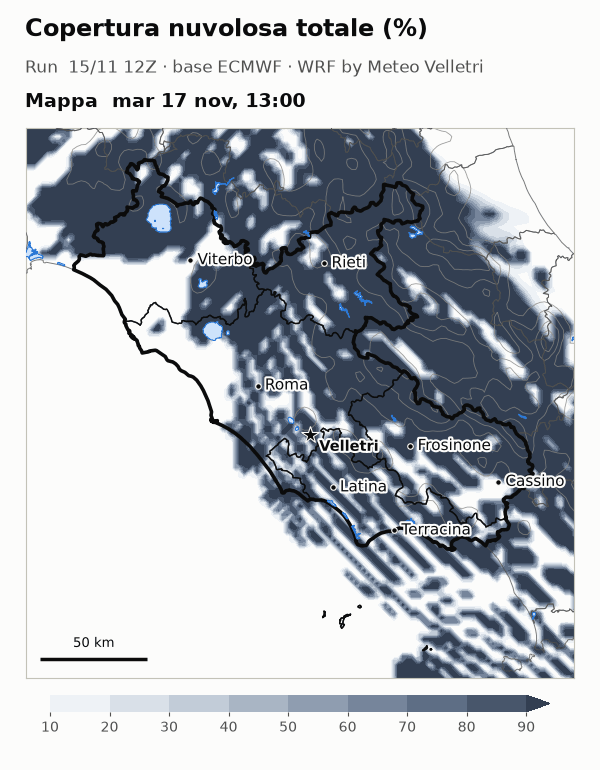 Copertura nuvolosa totale (%)
Run 15/11 12Z · base ECMWF · WRF by Meteo Velletri
Mappa mar 17 nov, 13:00
Viterbo
Rieti
Roma
Velletri
Frosinone
Latina
Cassino
Terracina
50 km
10 20 30 40 50 60 70 80 90